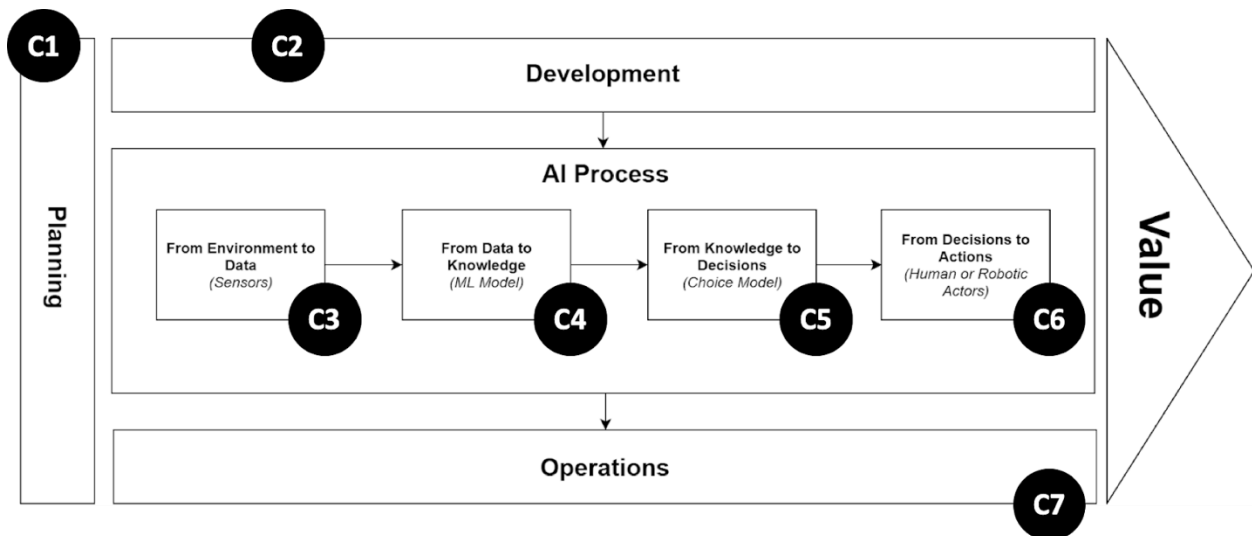 C1
C2
Development
Planning
AI Process
From Environment to
Data
(Sensors)
C3
From Data to
Knowledge
(ML Model)
C4
From Knowledge to
Decisions
(Choice Model)
C5
From Decisions to
Actions
(Human or Robotic
Actors)
C6
Operations
C7
Value